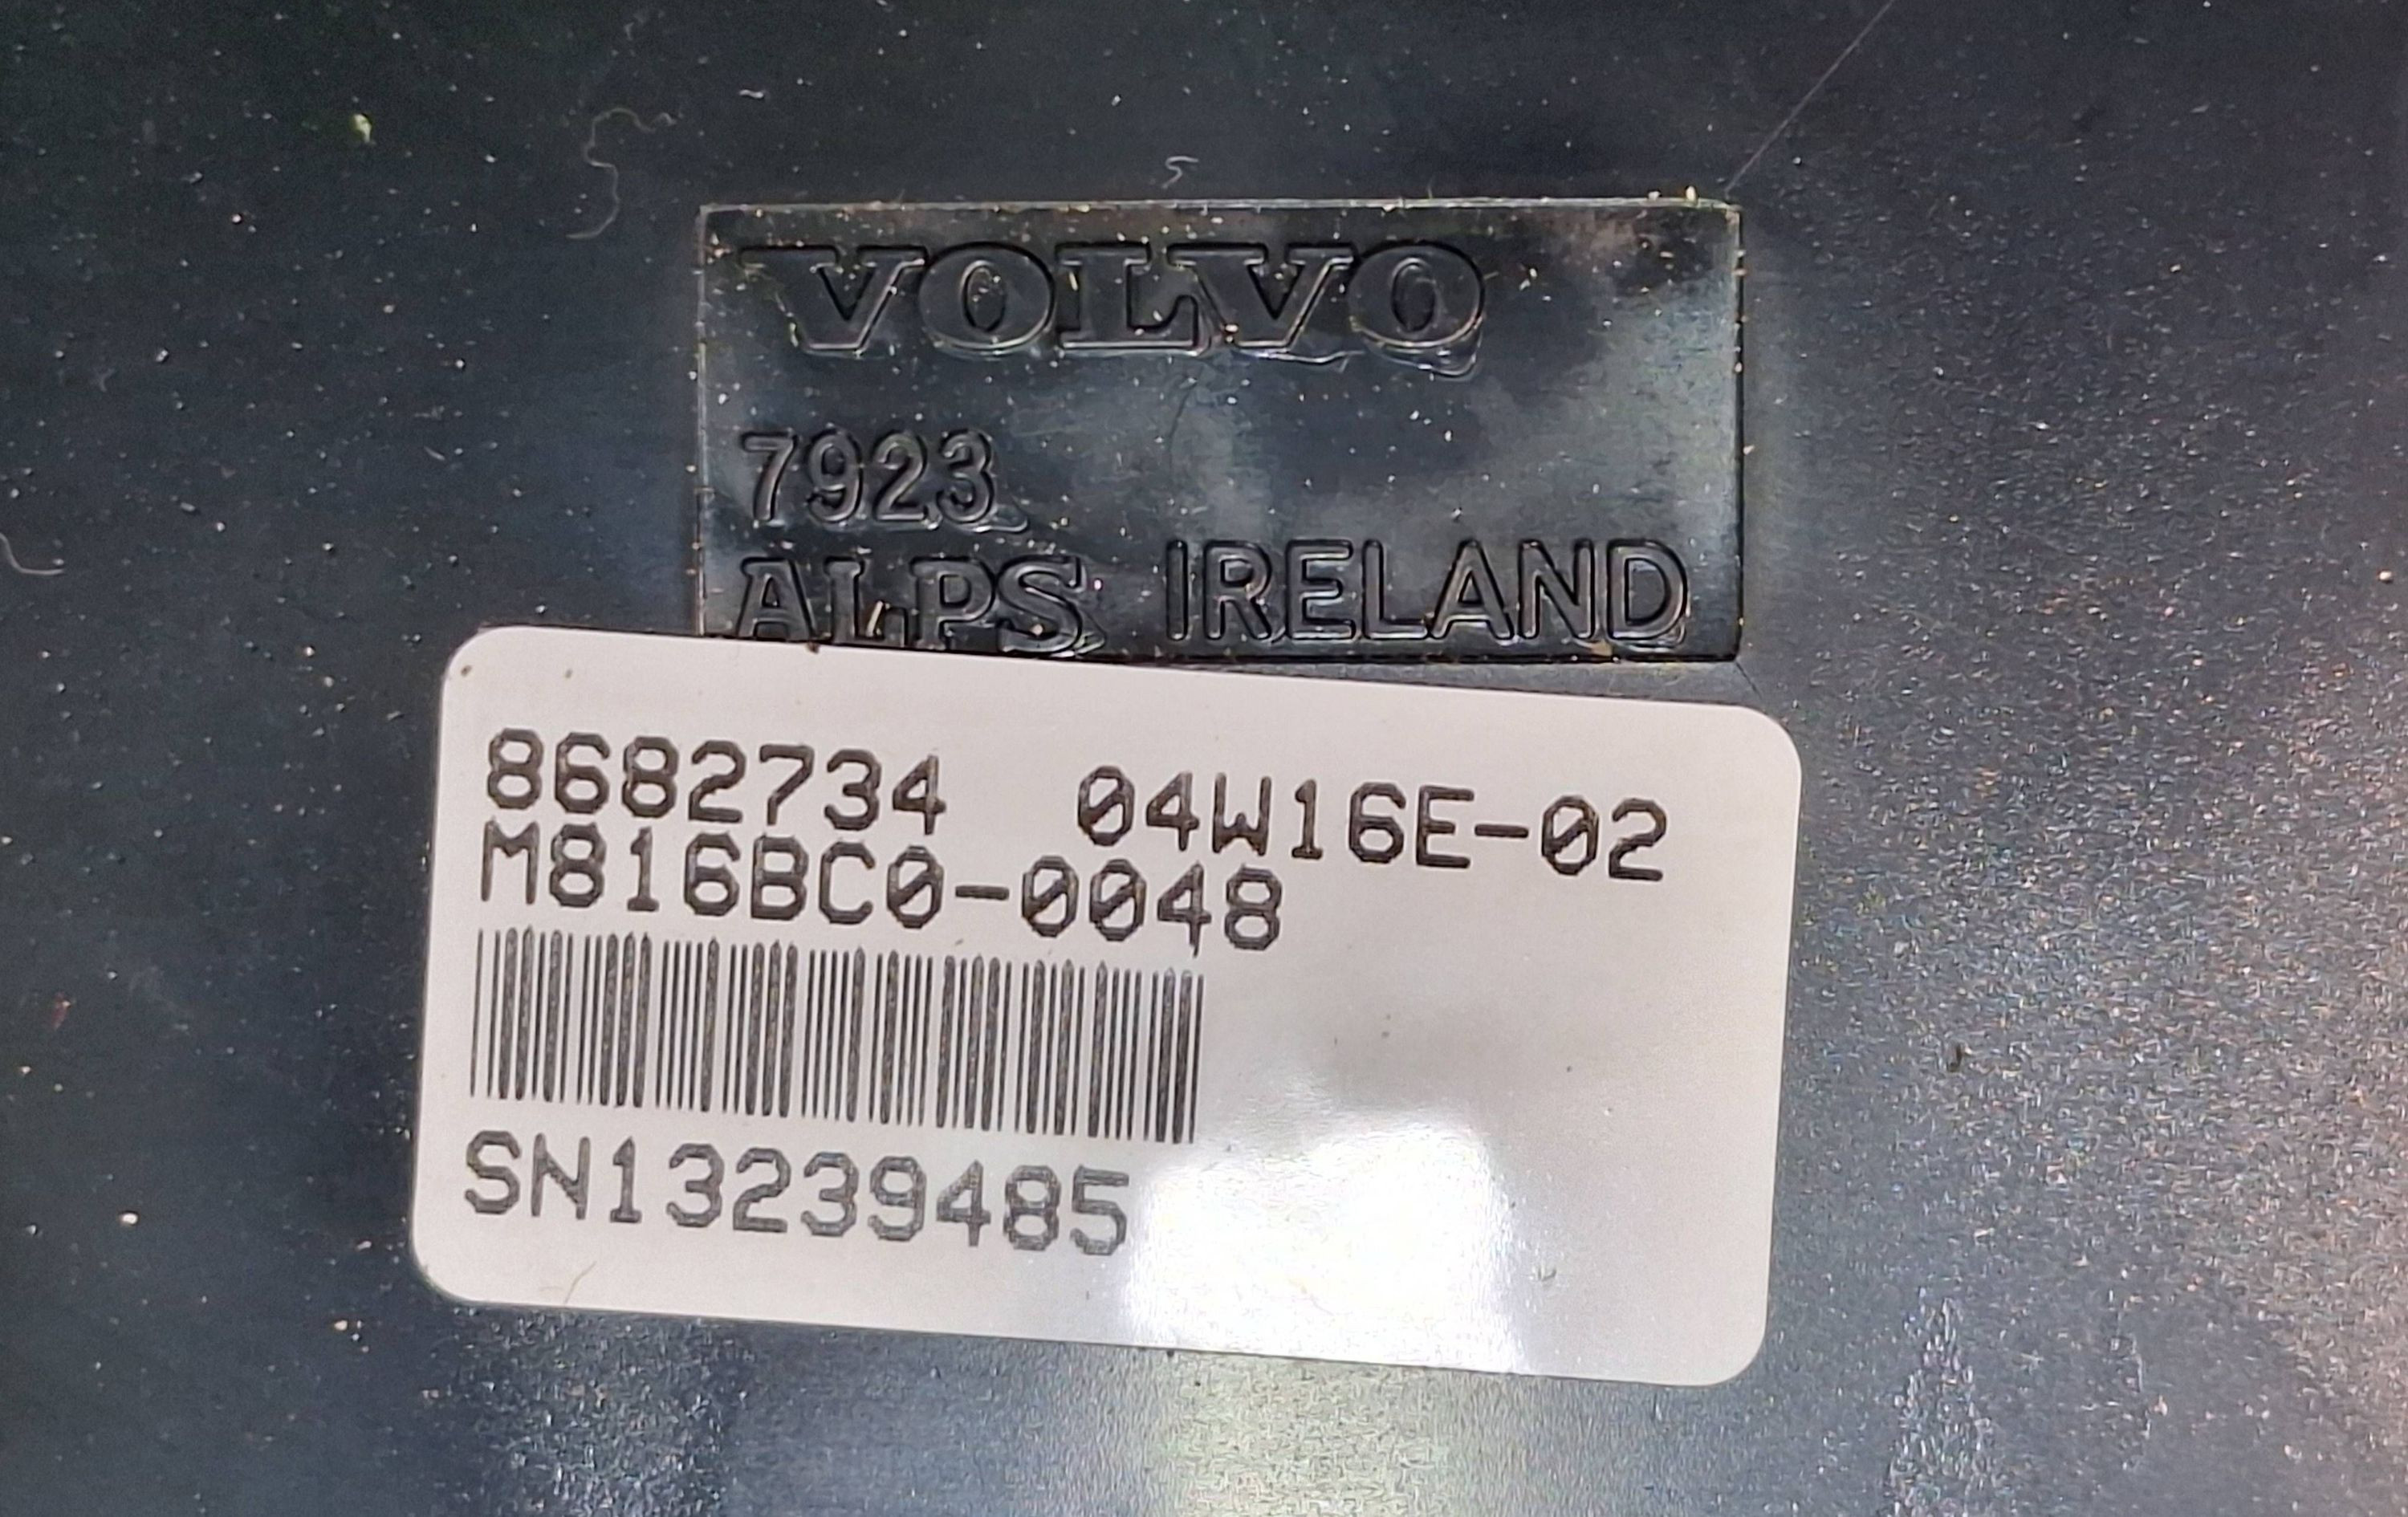 VOLVO
7923
ALPS IRELAND
8682734 04W16E-02
M816BC0-0048
SN13239485